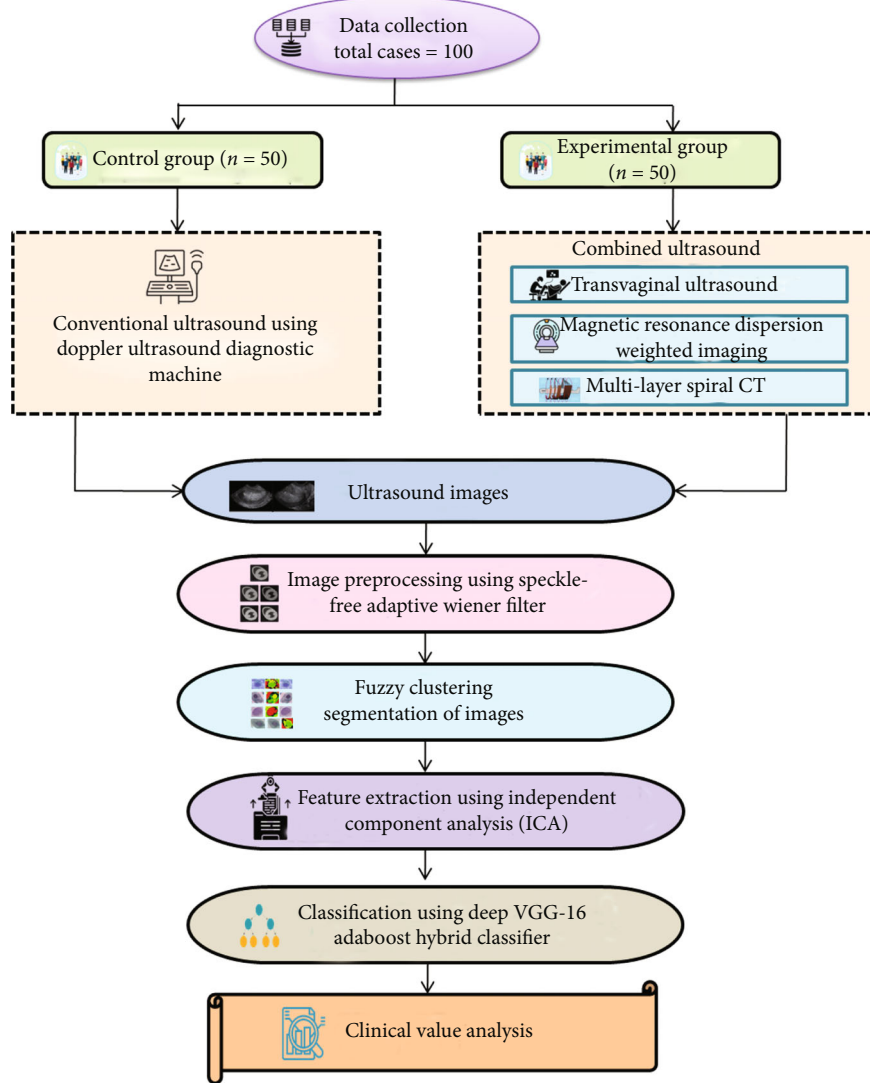 Data collection
total cases = 100
Control group (n = 50)
Experimental group
(n = 50)
Conventional ultrasound using
doppler ultrasound diagnostic
machine
Combined ultrasound
Transvaginal ultrasound
Magnetic resonance dispersion
weighted imaging
Multi-layer spiral CT
Ultrasound images
Image preprocessing using speckle-
free adaptive wiener filter
Fuzzy clustering
segmentation of images
Feature extraction using independent
component analysis (ICA)
Classification using deep VGG-16
adaboost hybrid classifier
Clinical value analysis